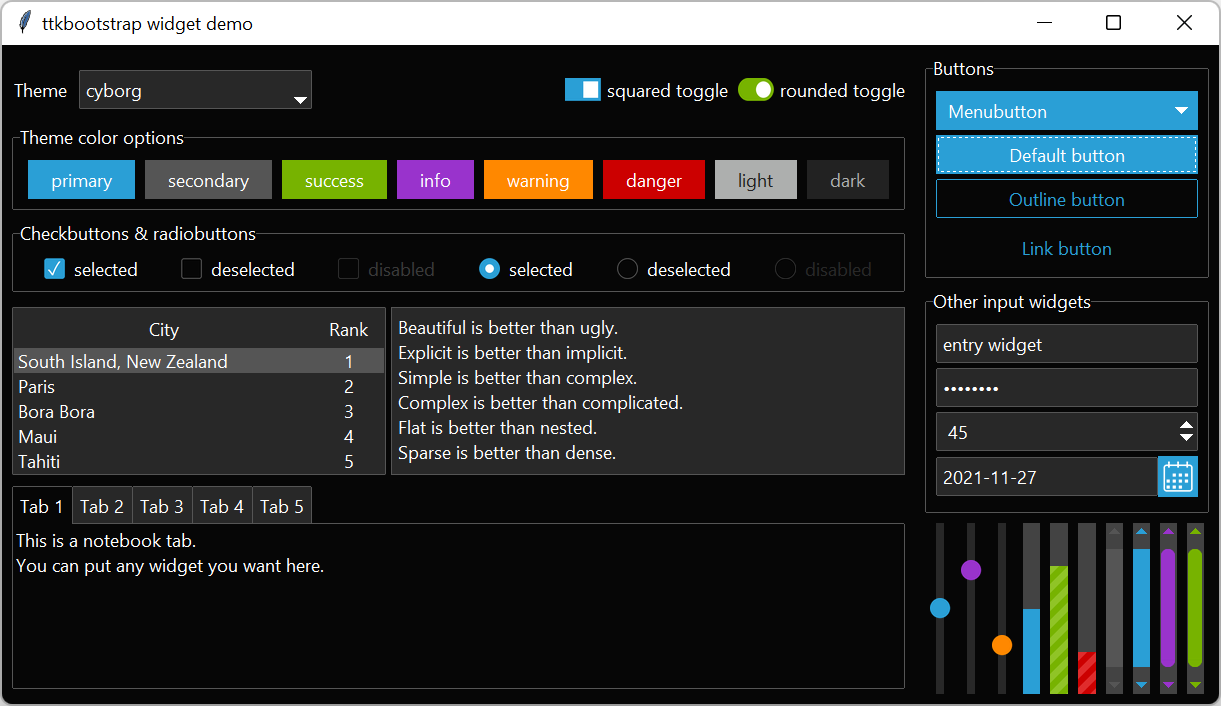 ttkbootstrap widget demo
Theme
cyborg
squared toggle
rounded toggle
Theme color options
primary
secondary
success
info
warning
danger
light
dark
Checkbuttons & radiobuttons
selected
deselected
disabled
selected
deselected
disabled
City Rank
South Island, New Zealand 1
Paris 2
Bora Bora 3
Maui 4
Tahiti 5
Beautiful is better than ugly.
Explicit is better than implicit.
Simple is better than complex.
Complex is better than complicated.
Flat is better than nested.
Sparse is better than dense.
Tab 1
Tab 2
Tab 3
Tab 4
Tab 5
This is a notebook tab.
You can put any widget you want here.
Buttons
Menubutton
Default button
Outline button
Link button
Other input widgets
entry widget
••••••••
45
2021-11-27